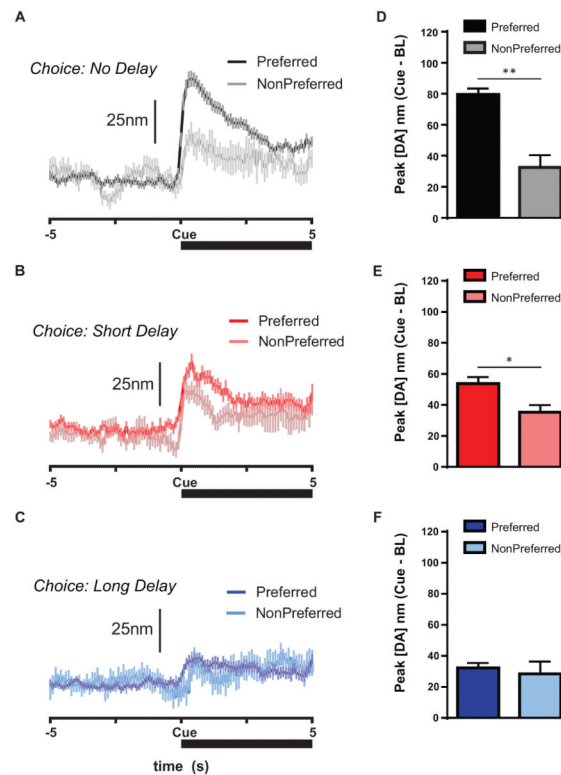 A
Choice: No Delay
Preferred
NonPreferred
25nm
-5
Cue
5
B
Choice: Short Delay
Preferred
NonPreferred
25nm
-5
Cue
5
C
Choice: Long Delay
Preferred
NonPreferred
25nm
-5
Cue
5
time (s)
D
Preferred
NonPreferred
Peak [DA] nm (Cue - BL)
120
100
80
60
40
20
0
**
E
Preferred
NonPreferred
Peak [DA] nm (Cue - BL)
120
100
80
60
40
20
0
*
F
Preferred
NonPreferred
Peak [DA] nm (Cue - BL)
120
100
80
60
40
20
0